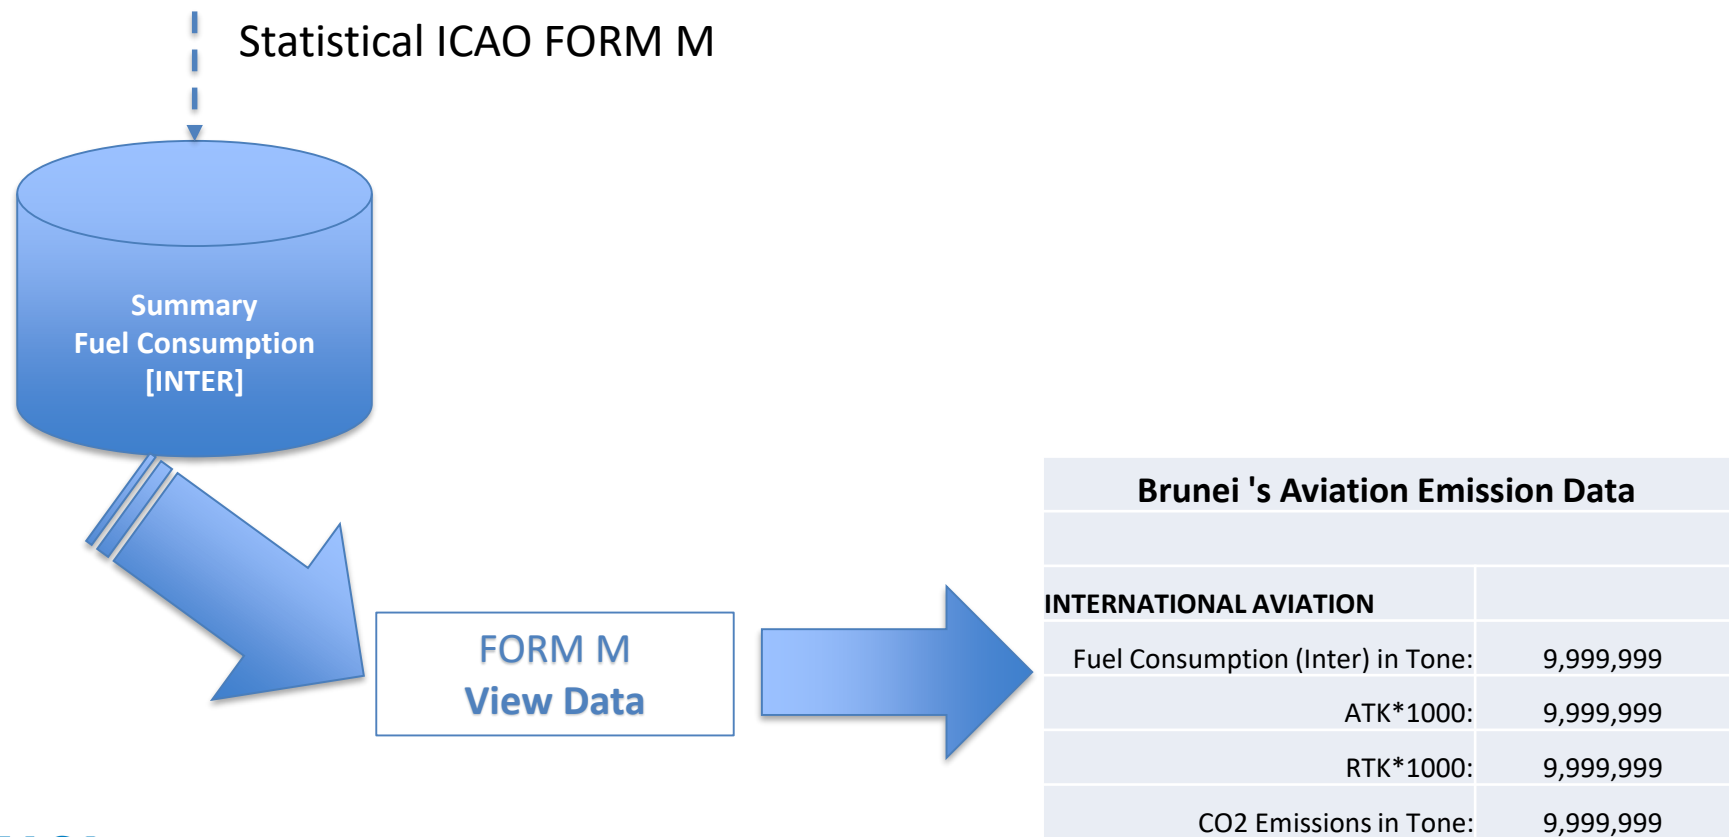 Statistical ICAO FORM M
Summary
Fuel Consumption
[INTER]
FORM M
View Data
Brunei 's Aviation Emission Data
INTERNATIONAL AVIATION
Fuel Consumption (Inter) in Tone: 9,999,999
ATK*1000: 9,999,999
RTK*1000: 9,999,999
CO2 Emissions in Tone: 9,999,999